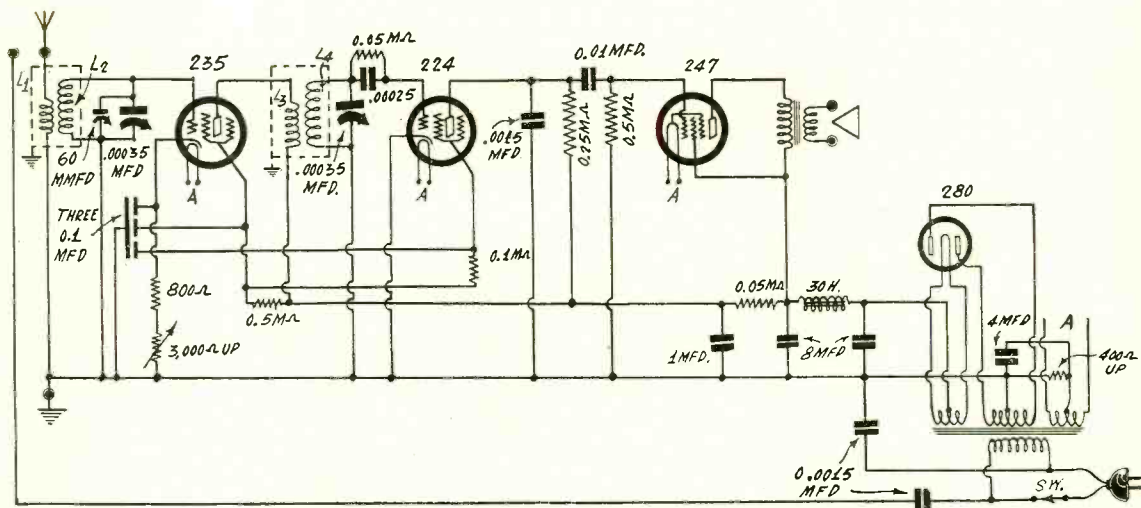 L1
L2
235
L3
L4
0.05MΩ
224
.00025
0.01 MFD.
247
60
MMFD
.00035
MFD
.00035
MFD.
.0015
MFD
0.25MΩ
0.5MΩ
A
A
A
THREE
0.1
MFD
800Ω
3,000Ω UP
0.5MΩ
0.1MΩ
0.05MΩ
30H.
1MFD.
8MFD
280
4MFD
A
400Ω
UP
0.0015
MFD
SW.